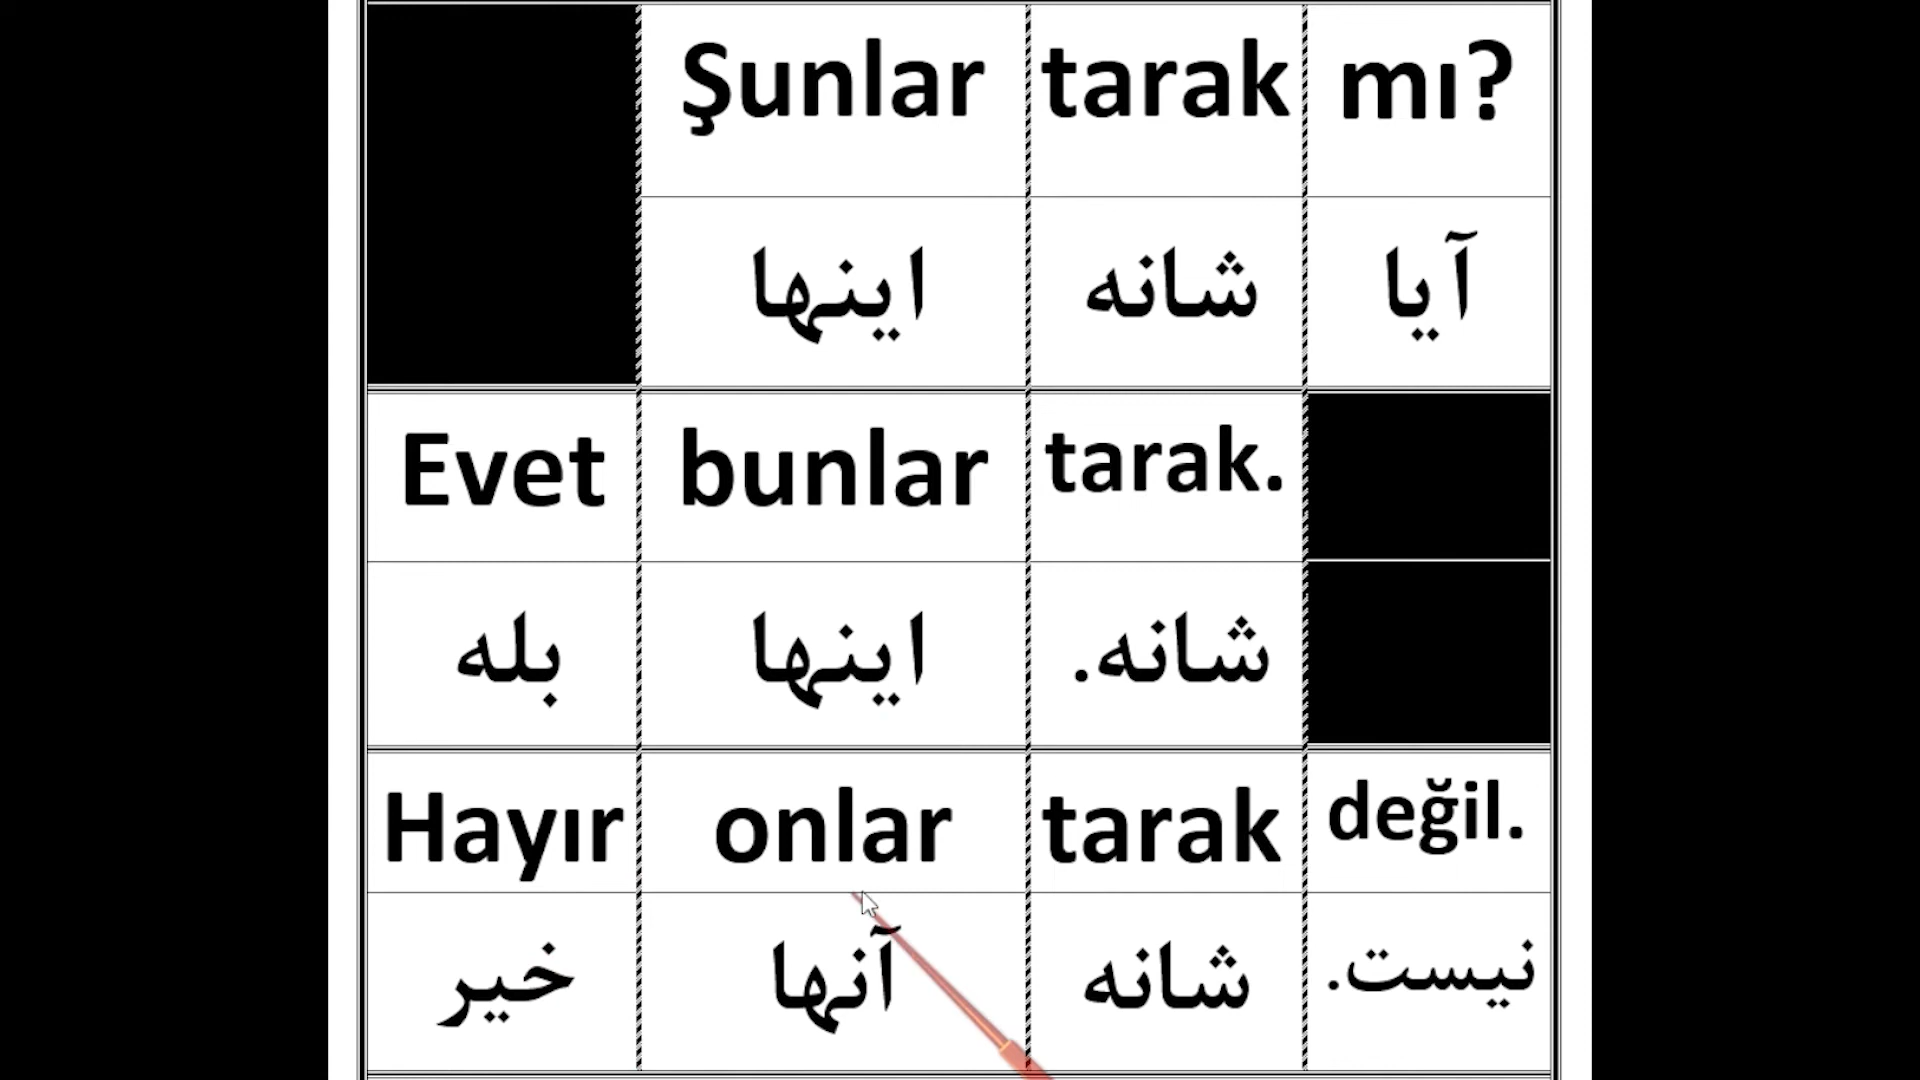 Şunlar tarak mı?
اینها شانه آیا
Evet bunlar tarak.
بله اینها شانه.
Hayır onlar tarak değil.
خیر آنها شانه نیست.